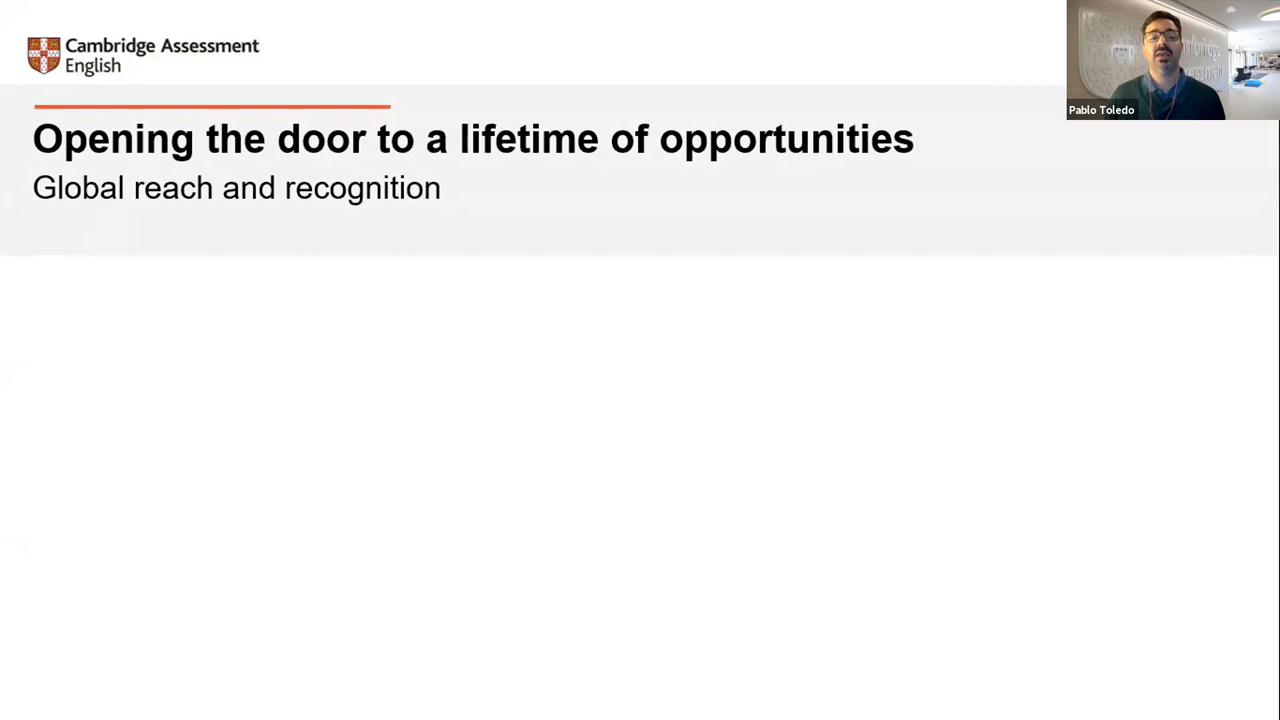 Cambridge Assessment
English
Opening the door to a lifetime of opportunities
Global reach and recognition
Pablo Toledo